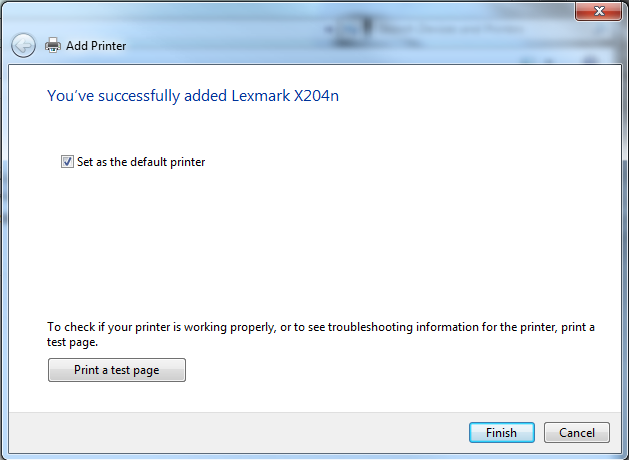 Add Printer
You've successfully added Lexmark X204n
Set as the default printer
To check if your printer is working properly, or to see troubleshooting information for the printer, print a
test page.
Print a test page
Finish
Cancel